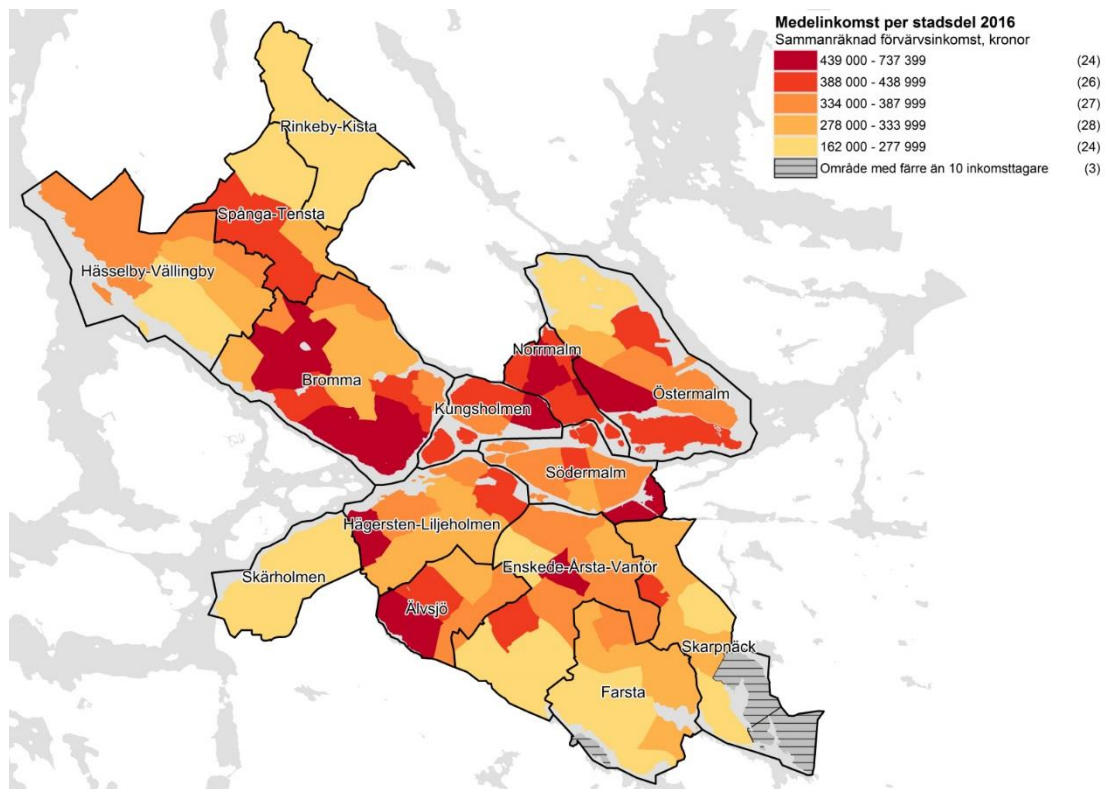 Medelinkomst per stadsdel 2016
Sammanräknad förvärvsinkomst, kronor
439 000 - 737 399 (24)
388 000 - 438 999 (26)
334 000 - 387 999 (27)
278 000 - 333 999 (28)
162 000 - 277 999 (24)
Område med färre än 10 inkomsttagare (3)
Rinkeby-Kista
Spånga-Tensta
Hässelby-Vällingby
Norrmalm
Bromma
Östermalm
Kungsholmen
Södermalm
Hägersten-Liljeholmen
Enskede-Årsta-Vantör
Skärholmen
Älvsjö
Skarpnäck
Farsta